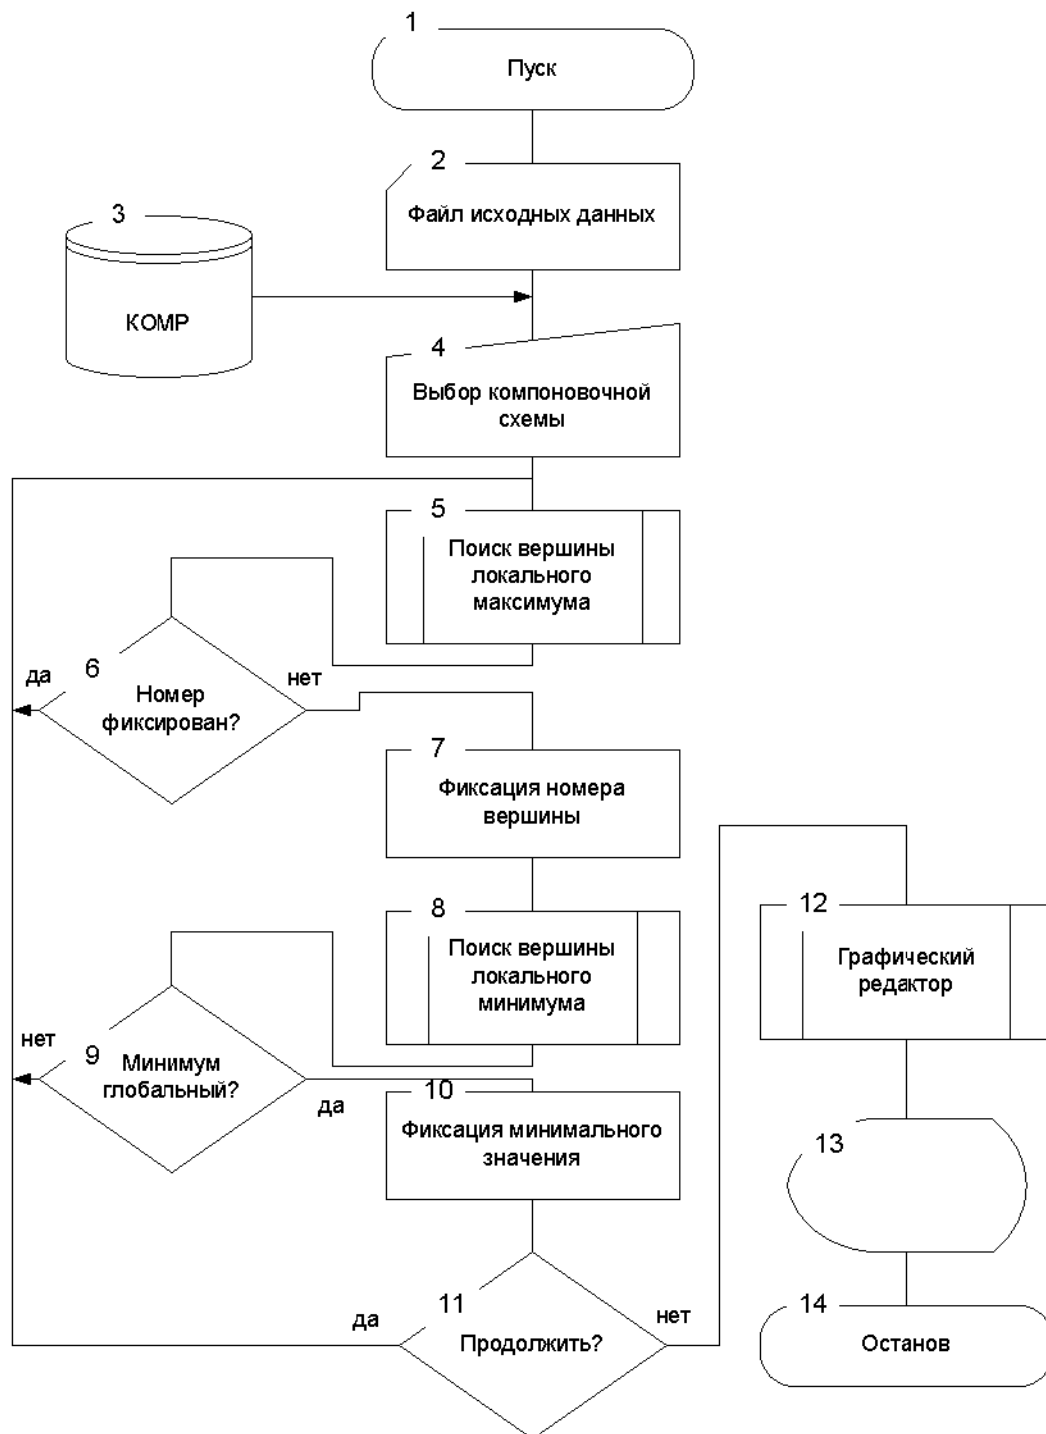 1
Пуск
2
Файл исходных данных
3
КОМР
4
Выбор компоновочной
схемы
5
Поиск вершины
локального
максимума
6
да
нет
Номер
фиксирован?
7
Фиксация номера
вершины
8
Поиск вершины
локального
минимума
9
нет
Минимум
глобальный?
да
10
Фиксация минимального
значения
11
да
нет
Продолжить?
12
Графический
редактор
13
14
Останов